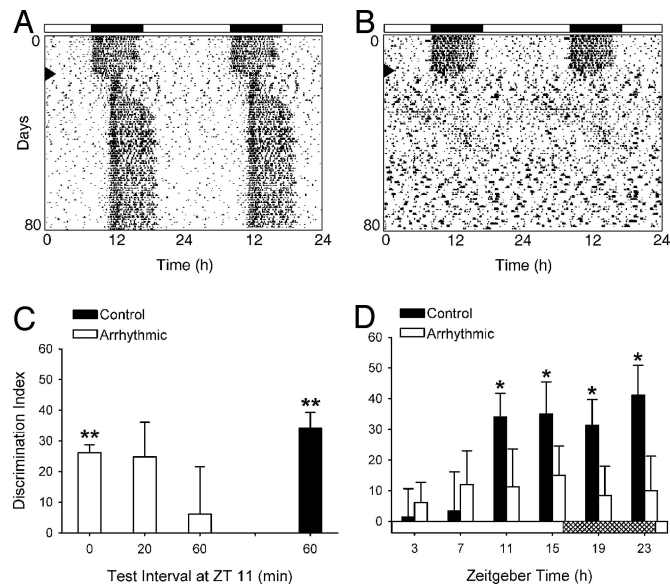 A
B
0
Days
80
0 12 24 12 24
Time (h)
0
80
0 12 24 12 24
Time (h)
C
Control
Arrhythmic
Discrimination Index
60
50
40
30
20
10
0
**
**
0 20 60 60
Test Interval at ZT 11 (min)
D
Control
Arrhythmic
60
50
40
30
20
10
0
* * * *
3 7 11 15 19 23
Zeitgeber Time (h)